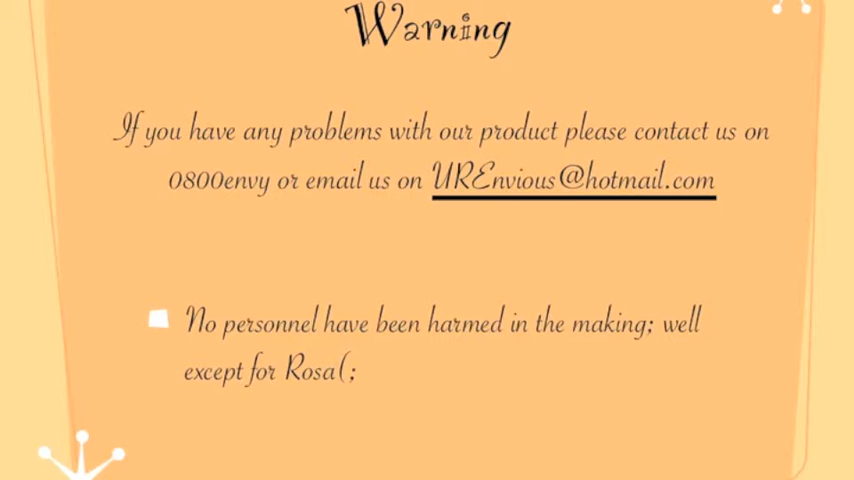 Warning
If you have any problems with our product please contact us on
0800envy or email us on UREnvious@hotmail.com
No personnel have been harmed in the making; well
except for Rosa(;